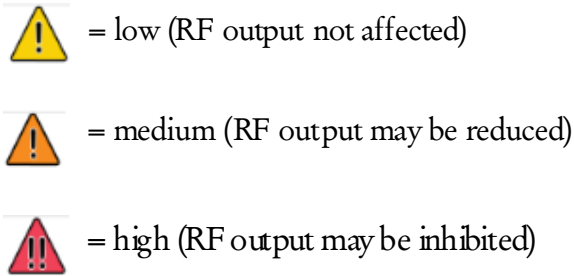 ! = low (RF output not affected)
! = medium (RF output may be reduced)
!! = high (RF output may be inhibited)